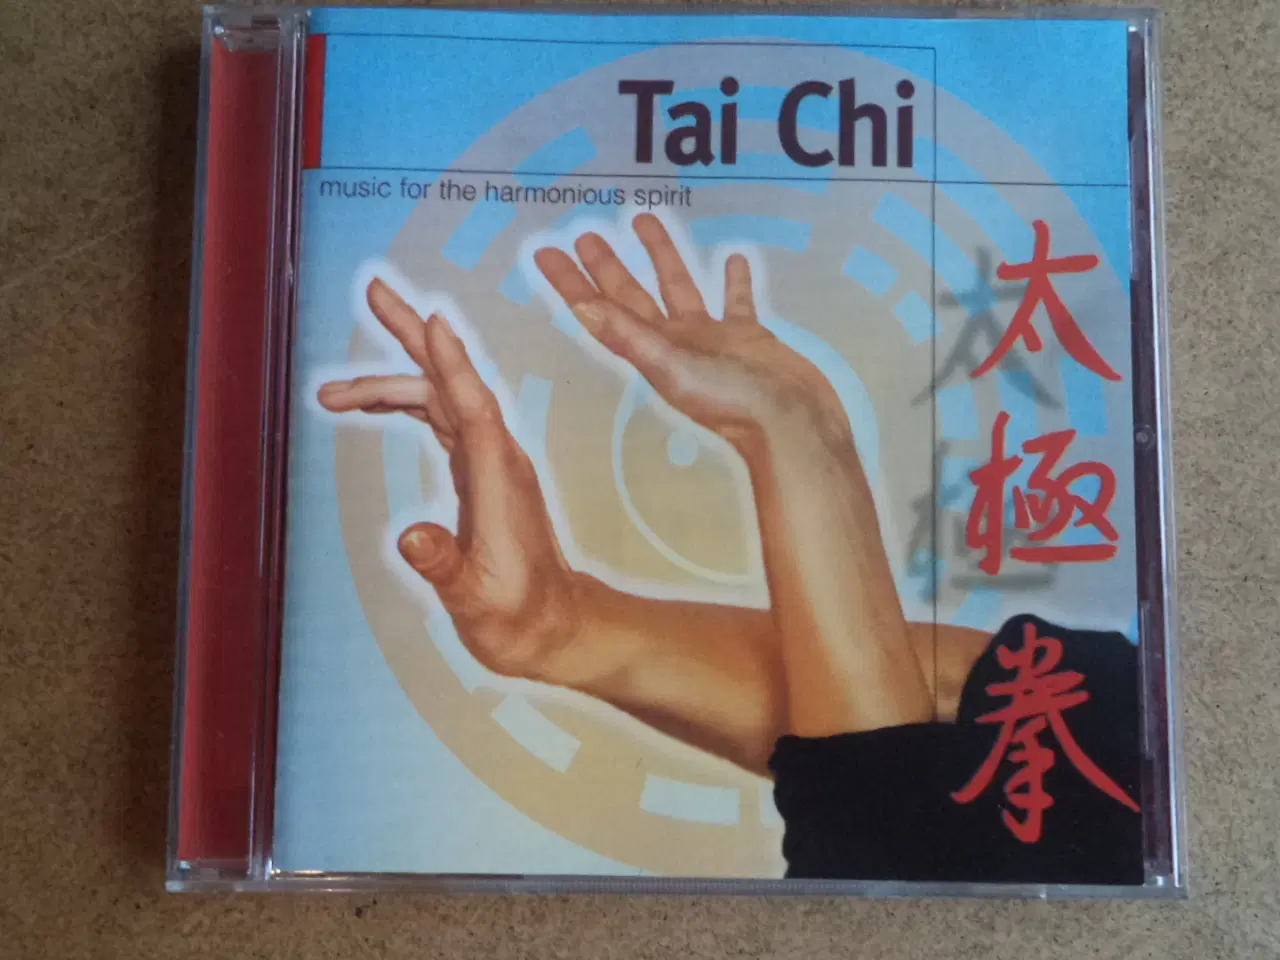 Tai Chi
music for the harmonious spirit
太極拳